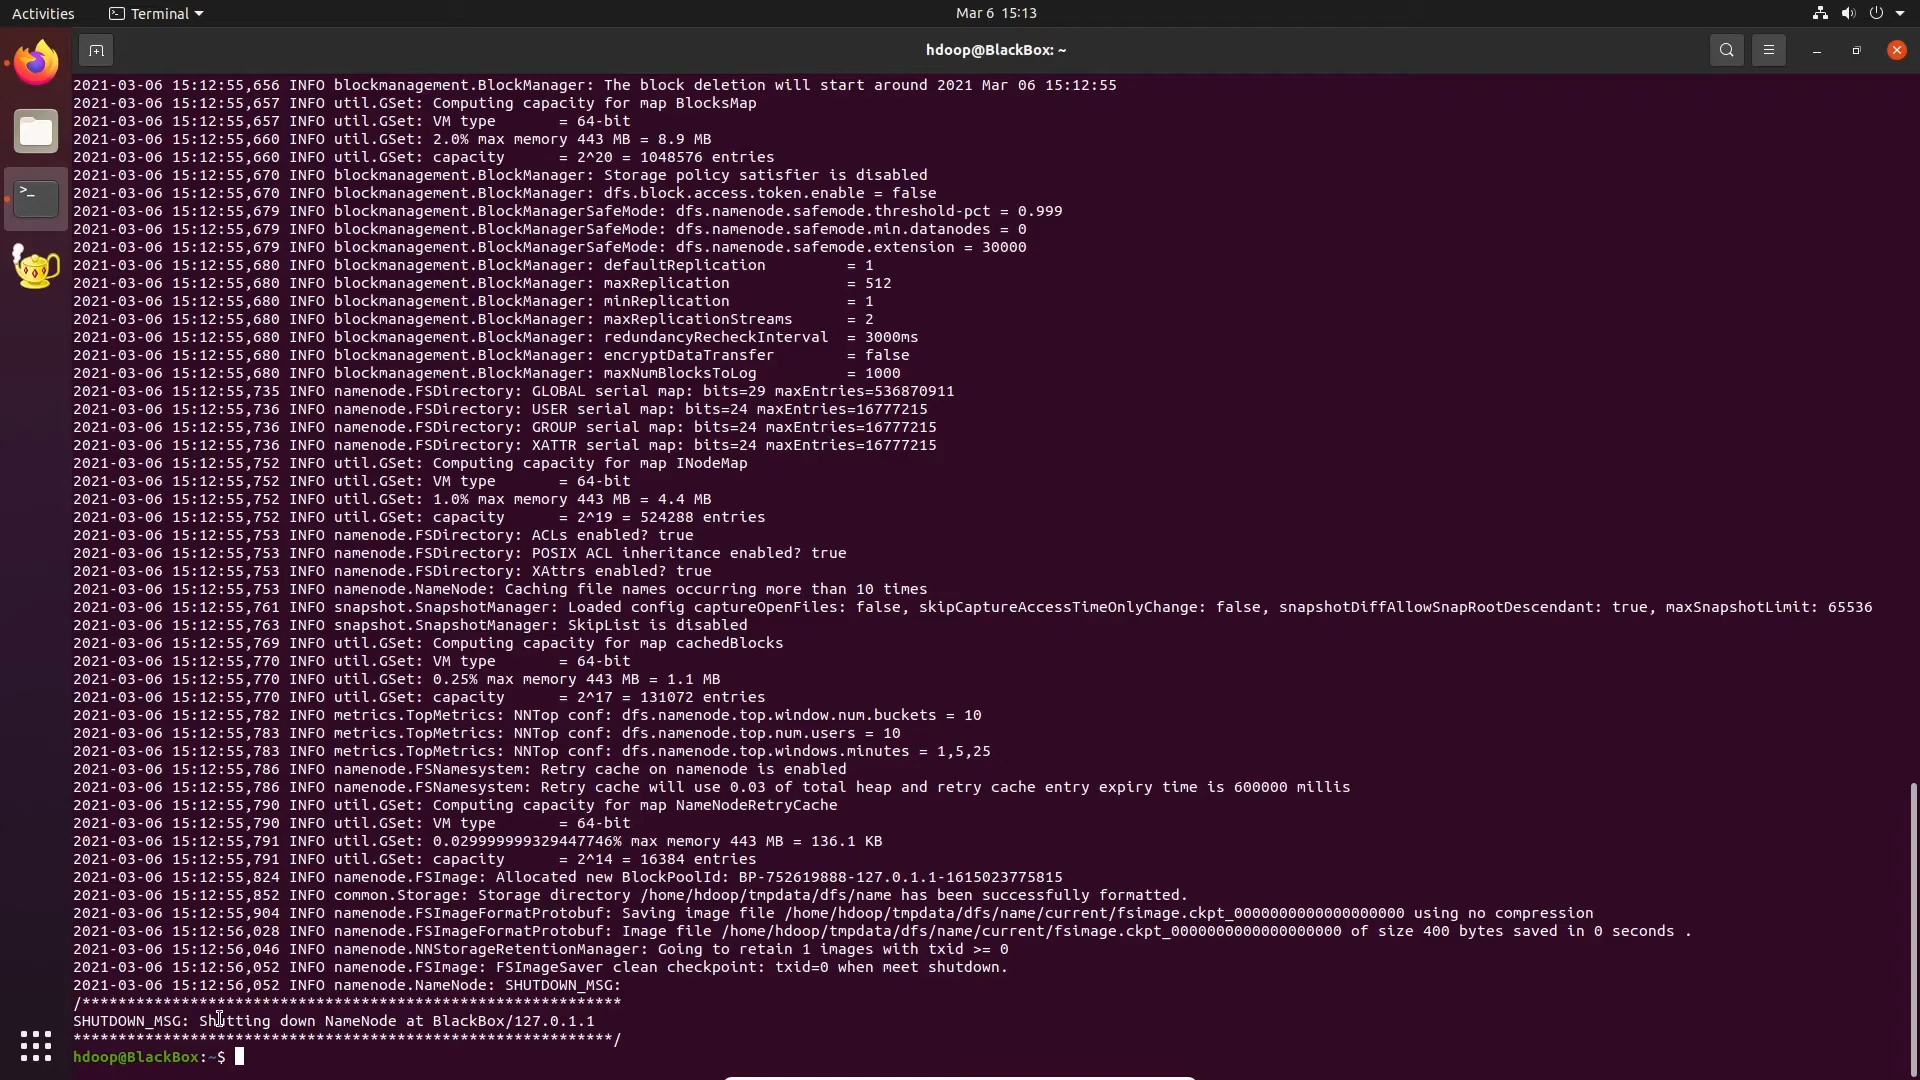 Activities
Terminal
Mar 6 15:13
hdoop@BlackBox: ~
2021-03-06 15:12:55,656 INFO blockmanagement.BlockManager: The block deletion will start around 2021 Mar 06 15:12:55
2021-03-06 15:12:55,657 INFO util.GSet: Computing capacity for map BlocksMap
2021-03-06 15:12:55,657 INFO util.GSet: VM type       = 64-bit
2021-03-06 15:12:55,660 INFO util.GSet: 2.0% max memory 443 MB = 8.9 MB
2021-03-06 15:12:55,660 INFO util.GSet: capacity      = 2^20 = 1048576 entries
2021-03-06 15:12:55,670 INFO blockmanagement.BlockManager: Storage policy satisfier is disabled
2021-03-06 15:12:55,670 INFO blockmanagement.BlockManager: dfs.block.access.token.enable = false
2021-03-06 15:12:55,679 INFO blockmanagement.BlockManagerSafeMode: dfs.namenode.safemode.threshold-pct = 0.999
2021-03-06 15:12:55,679 INFO blockmanagement.BlockManagerSafeMode: dfs.namenode.safemode.min.datanodes = 0
2021-03-06 15:12:55,679 INFO blockmanagement.BlockManagerSafeMode: dfs.namenode.safemode.extension = 30000
2021-03-06 15:12:55,680 INFO blockmanagement.BlockManager: defaultReplication         = 1
2021-03-06 15:12:55,680 INFO blockmanagement.BlockManager: maxReplication             = 512
2021-03-06 15:12:55,680 INFO blockmanagement.BlockManager: minReplication             = 1
2021-03-06 15:12:55,680 INFO blockmanagement.BlockManager: maxReplicationStreams      = 2
2021-03-06 15:12:55,680 INFO blockmanagement.BlockManager: redundancyRecheckInterval  = 3000ms
2021-03-06 15:12:55,680 INFO blockmanagement.BlockManager: encryptDataTransfer        = false
2021-03-06 15:12:55,680 INFO blockmanagement.BlockManager: maxNumBlocksToLog          = 1000
2021-03-06 15:12:55,735 INFO namenode.FSDirectory: GLOBAL serial map: bits=29 maxEntries=536870911
2021-03-06 15:12:55,736 INFO namenode.FSDirectory: USER serial map: bits=24 maxEntries=16777215
2021-03-06 15:12:55,736 INFO namenode.FSDirectory: GROUP serial map: bits=24 maxEntries=16777215
2021-03-06 15:12:55,736 INFO namenode.FSDirectory: XATTR serial map: bits=24 maxEntries=16777215
2021-03-06 15:12:55,752 INFO util.GSet: Computing capacity for map INodeMap
2021-03-06 15:12:55,752 INFO util.GSet: VM type       = 64-bit
2021-03-06 15:12:55,752 INFO util.GSet: 1.0% max memory 443 MB = 4.4 MB
2021-03-06 15:12:55,752 INFO util.GSet: capacity      = 2^19 = 524288 entries
2021-03-06 15:12:55,753 INFO namenode.FSDirectory: ACLs enabled? true
2021-03-06 15:12:55,753 INFO namenode.FSDirectory: POSIX ACL inheritance enabled? true
2021-03-06 15:12:55,753 INFO namenode.FSDirectory: XAttrs enabled? true
2021-03-06 15:12:55,753 INFO namenode.NameNode: Caching file names occurring more than 10 times
2021-03-06 15:12:55,761 INFO snapshot.SnapshotManager: Loaded config captureOpenFiles: false, skipCaptureAccessTimeOnlyChange: false, snapshotDiffAllowSnapRootDescendant: true, maxSnapshotLimit: 65536
2021-03-06 15:12:55,763 INFO snapshot.SnapshotManager: SkipList is disabled
2021-03-06 15:12:55,769 INFO util.GSet: Computing capacity for map cachedBlocks
2021-03-06 15:12:55,770 INFO util.GSet: VM type       = 64-bit
2021-03-06 15:12:55,770 INFO util.GSet: 0.25% max memory 443 MB = 1.1 MB
2021-03-06 15:12:55,770 INFO util.GSet: capacity      = 2^17 = 131072 entries
2021-03-06 15:12:55,782 INFO metrics.TopMetrics: NNTop conf: dfs.namenode.top.window.num.buckets = 10
2021-03-06 15:12:55,783 INFO metrics.TopMetrics: NNTop conf: dfs.namenode.top.num.users = 10
2021-03-06 15:12:55,783 INFO metrics.TopMetrics: NNTop conf: dfs.namenode.top.windows.minutes = 1,5,25
2021-03-06 15:12:55,786 INFO namenode.FSNamesystem: Retry cache on namenode is enabled
2021-03-06 15:12:55,786 INFO namenode.FSNamesystem: Retry cache will use 0.03 of total heap and retry cache entry expiry time is 600000 millis
2021-03-06 15:12:55,790 INFO util.GSet: Computing capacity for map NameNodeRetryCache
2021-03-06 15:12:55,790 INFO util.GSet: VM type       = 64-bit
2021-03-06 15:12:55,791 INFO util.GSet: 0.029999999329447746% max memory 443 MB = 136.1 KB
2021-03-06 15:12:55,791 INFO util.GSet: capacity      = 2^14 = 16384 entries
2021-03-06 15:12:55,824 INFO namenode.FSImage: Allocated new BlockPoolId: BP-752619888-127.0.1.1-1615023775815
2021-03-06 15:12:55,852 INFO common.Storage: Storage directory /home/hdoop/tmpdata/dfs/name has been successfully formatted.
2021-03-06 15:12:55,904 INFO namenode.FSImageFormatProtobuf: Saving image file /home/hdoop/tmpdata/dfs/name/current/fsimage.ckpt_0000000000000000000 using no compression
2021-03-06 15:12:56,028 INFO namenode.FSImageFormatProtobuf: Image file /home/hdoop/tmpdata/dfs/name/current/fsimage.ckpt_0000000000000000000 of size 400 bytes saved in 0 seconds .
2021-03-06 15:12:56,046 INFO namenode.NNStorageRetentionManager: Going to retain 1 images with txid >= 0
2021-03-06 15:12:56,052 INFO namenode.FSImage: FSImageSaver clean checkpoint: txid=0 when meet shutdown.
2021-03-06 15:12:56,052 INFO namenode.NameNode: SHUTDOWN_MSG:
/************************************************************
SHUTDOWN_MSG: Shutting down NameNode at BlackBox/127.0.1.1
************************************************************/
hdoop@BlackBox:~$